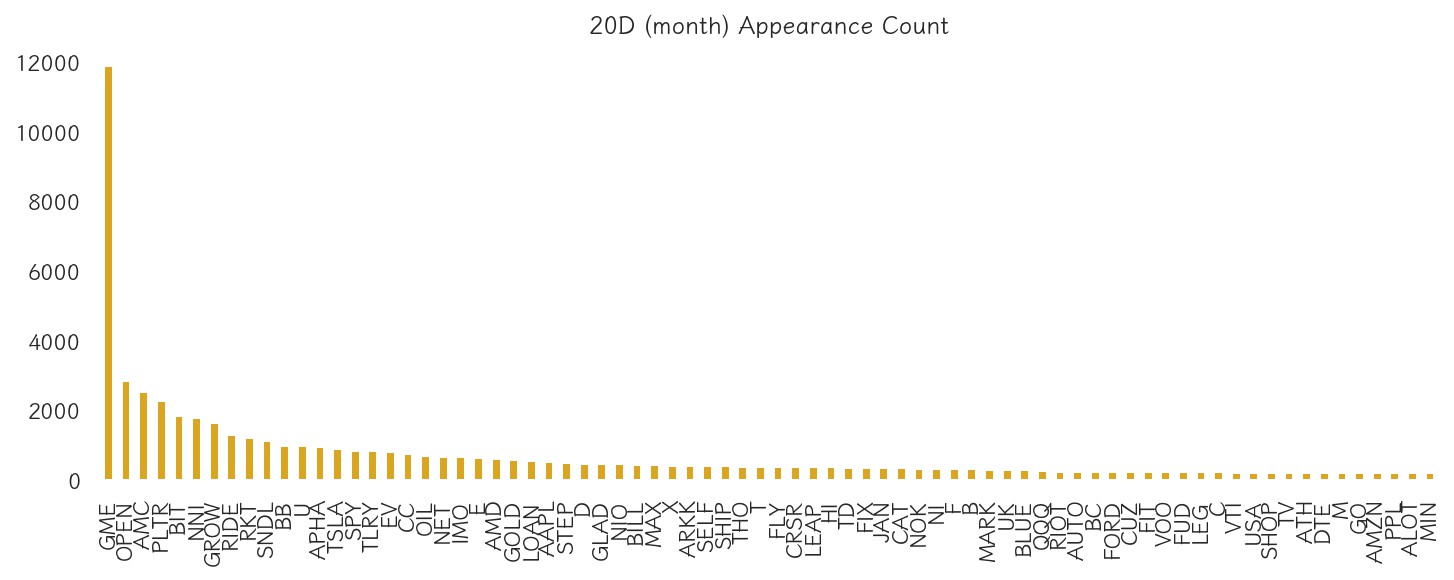 20D (month) Appearance Count
12000
10000
8000
6000
4000
2000
0
GME
OPEN
AMC
PLTR
BIT
NNI
GROW
RIDE
RKT
SNDL
BB
U
APHA
TSLA
SPY
TLRY
EV
CC
OIL
NET
IMO
E
AMD
GOLD
LOAN
AAPL
STEP
D
GLAD
NIO
BILL
MAX
X
ARKK
SELF
SHIP
THO
T
FLY
CRSR
LEAP
HI
TD
FIX
JAN
CAT
NOK
NI
F
B
MARK
UK
BLUE
QQQ
RIOT
AUTO
BC
FORD
CUZ
FIT
VOO
FUD
LEG
C
VTI
USA
SHOP
TV
ATH
DTE
M
GO
AMZN
PPL
ALOT
MIN